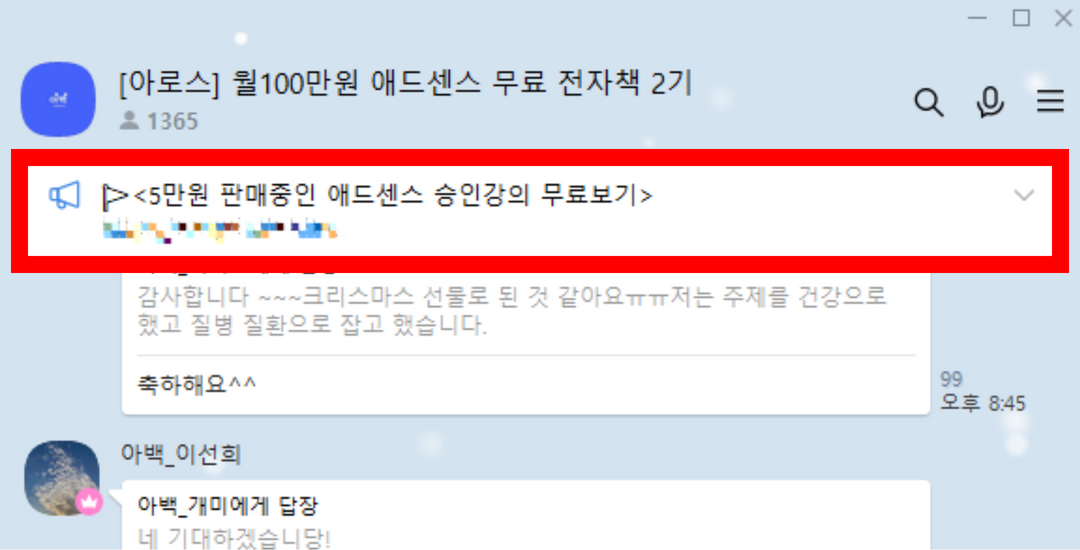 [아로스] 월100만원 애드센스 무료 전자책 2기
1365
<5만원 판매중인 애드센스 승인강의 무료보기>
감사합니다 ~~~크리스마스 선물로 된 것 같아요ㅠㅠ저는 주제를 건강으로
했고 질병 질환으로 잡고 했습니다.
축하해요^^
99
오후 8:45
아백_이선희
아백_개미에게 답장
네 기대하겠습니당!